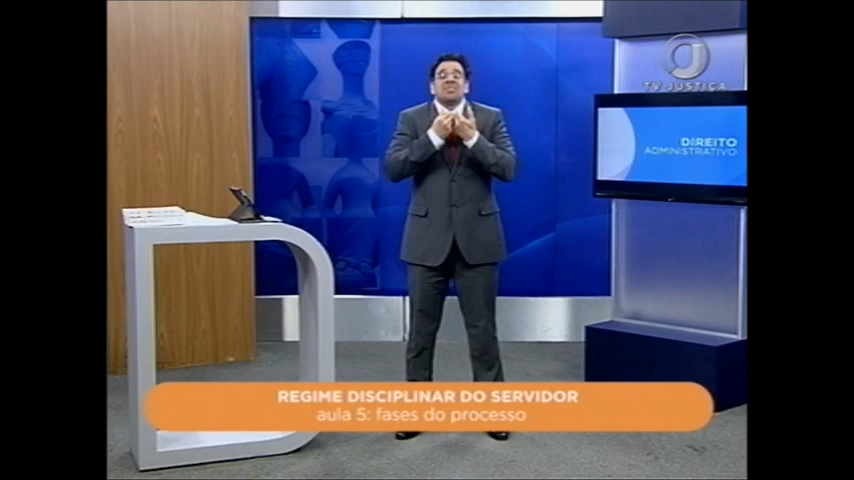 TV JUSTIÇA
DIREITO
ADMINISTRATIVO
REGIME DISCIPLINAR DO SERVIDOR
aula 5: fases do processo